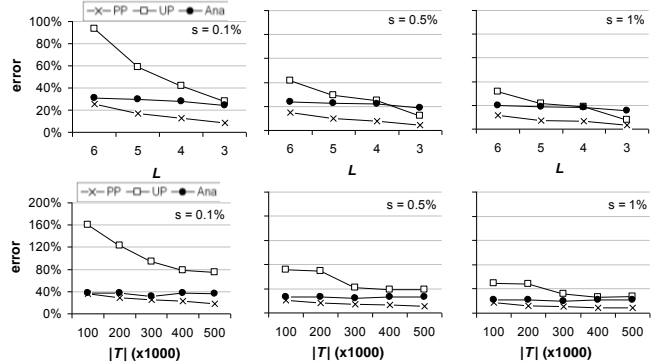 PP UP Ana
100%
80%
60%
40%
20%
0%
error
s = 0.1%
s = 0.5%
s = 1%
6 5 4 3
6 5 4 3
6 5 4 3
L
L
L
PP UP Ana
200%
160%
120%
80%
40%
0%
error
s = 0.1%
s = 0.5%
s = 1%
100 200 300 400 500
100 200 300 400 500
100 200 300 400 500
|T| (x1000)
|T| (x1000)
|T| (x1000)